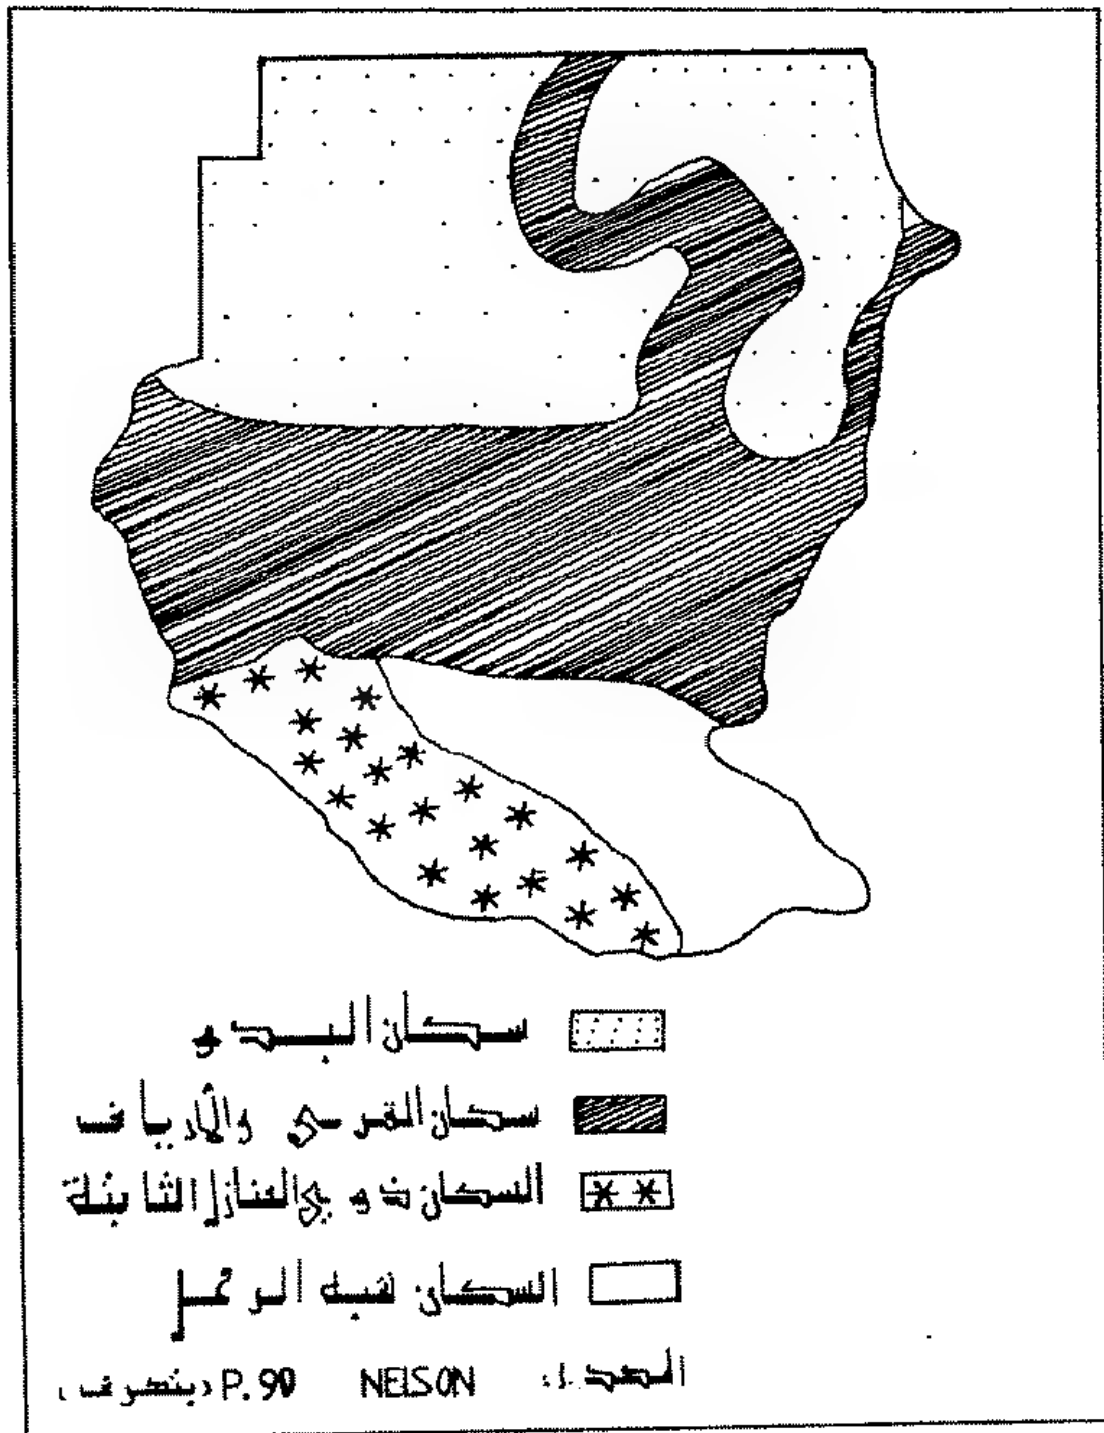 سكان البدو
سكان القرى والأرياف
السكان ذوي المنازل الثابتة
السكان شبه الرحل
المصدر: NELSON P.90 (بتصرف)